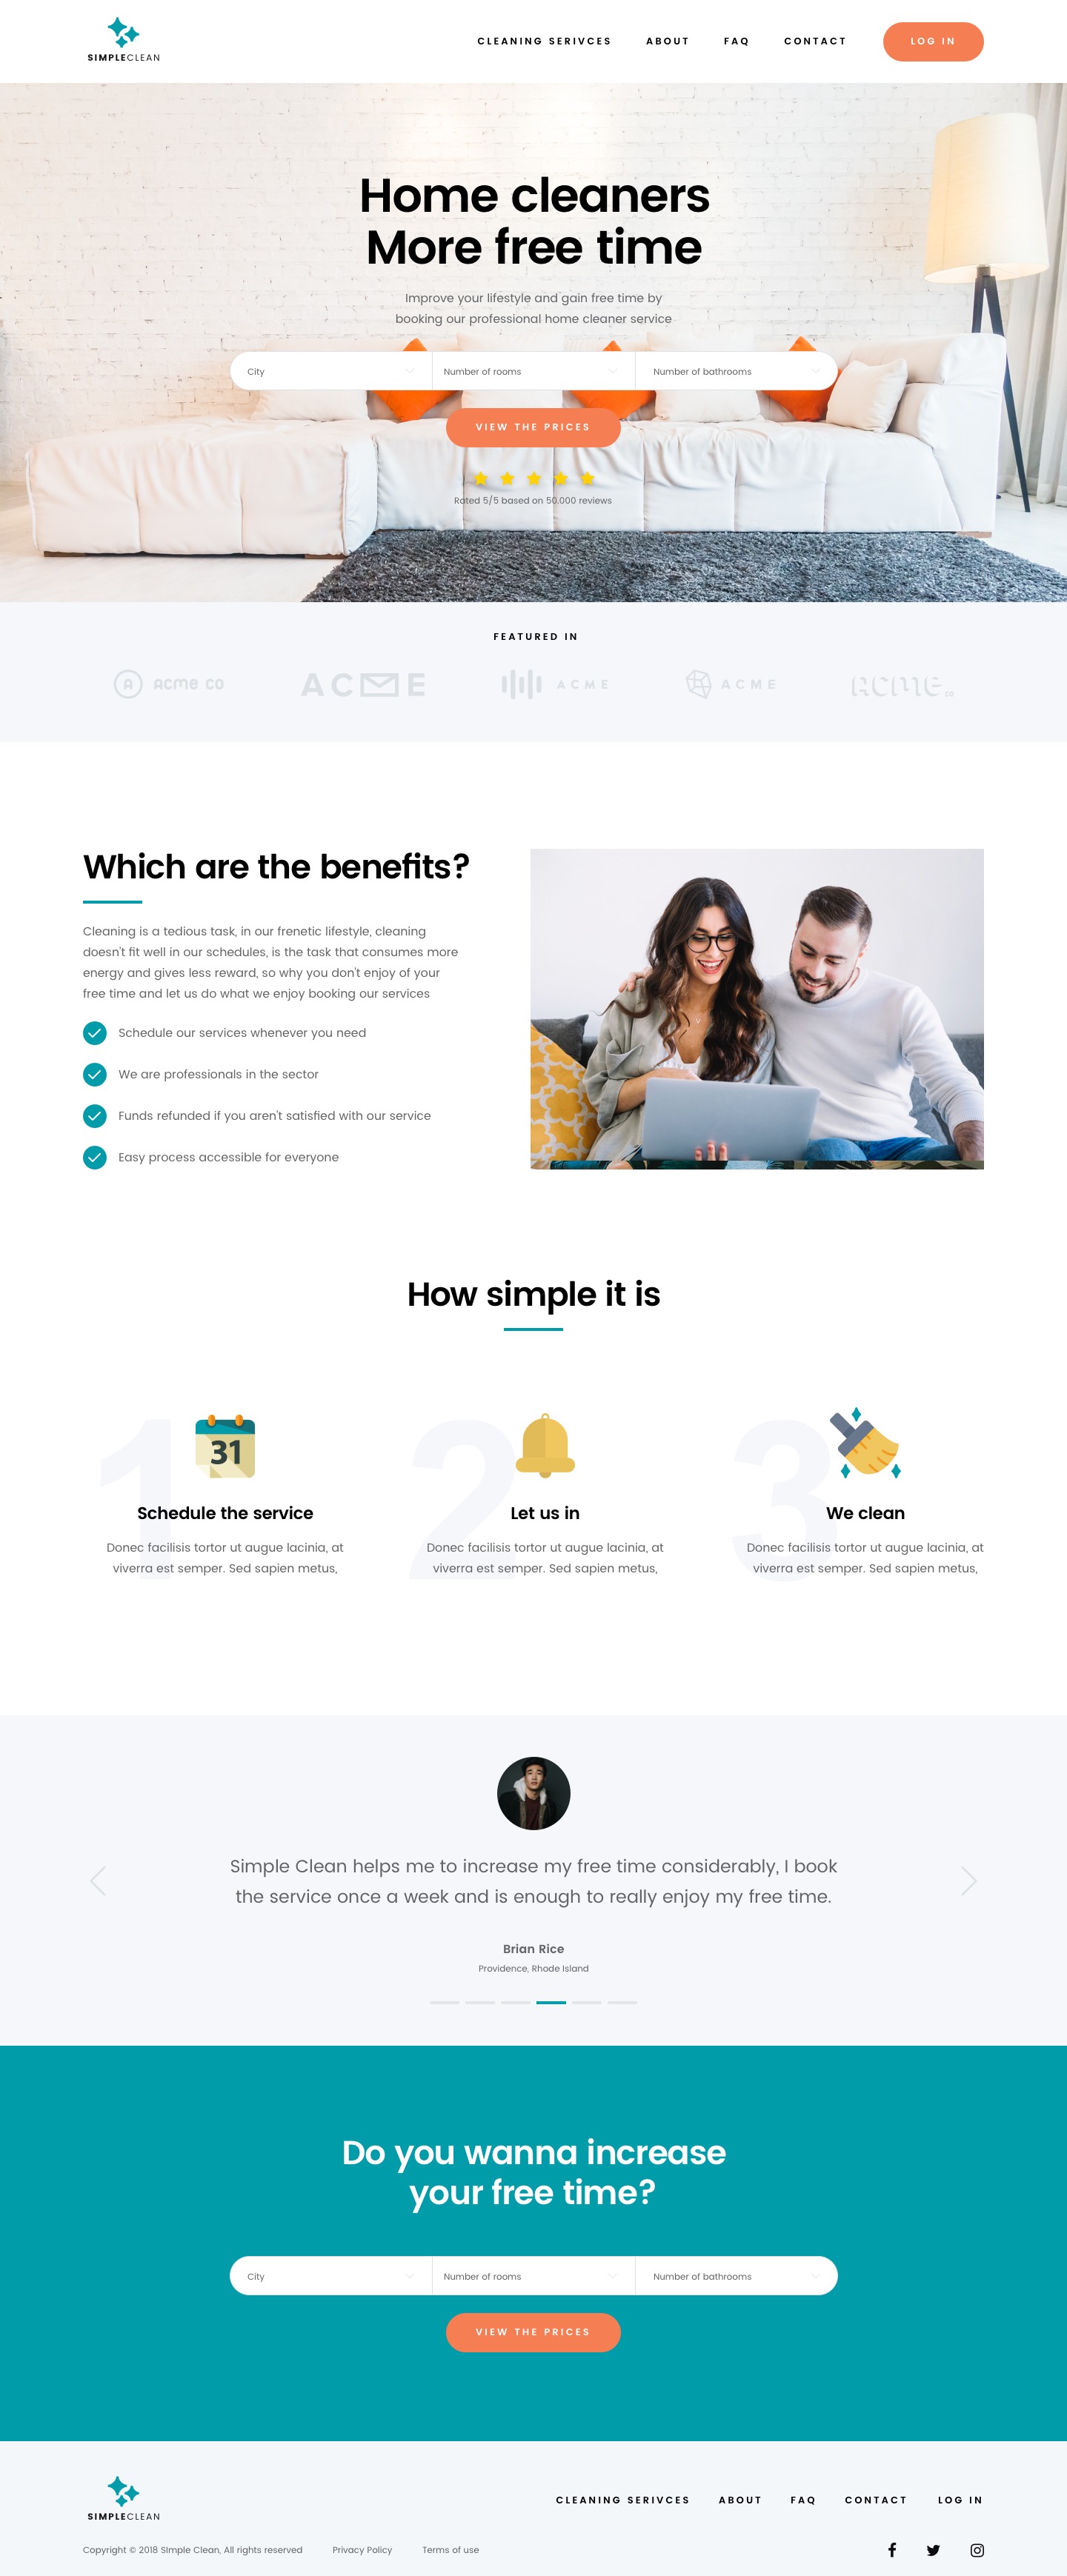 SIMPLECLEAN
CLEANING SERIVCES ABOUT FAQ CONTACT LOG IN
Home cleaners
More free time
Improve your lifestyle and gain free time by
booking our professional home cleaner service
City Number of rooms Number of bathrooms
VIEW THE PRICES
Rated 5/5 based on 50.000 reviews
FEATURED IN
A acme co
ACME
ACME
ACME
acme co
Which are the benefits?
Cleaning is a tedious task, in our frenetic lifestyle, cleaning
doesn't fit well in our schedules, is the task that consumes more
energy and gives less reward, so why you don't enjoy of your
free time and let us do what we enjoy booking our services
Schedule our services whenever you need
We are professionals in the sector
Funds refunded if you aren't satisfied with our service
Easy process accessible for everyone
How simple it is
1
31
Schedule the service
Donec facilisis tortor ut augue lacinia, at
viverra est semper. Sed sapien metus,
2
Let us in
Donec facilisis tortor ut augue lacinia, at
viverra est semper. Sed sapien metus,
3
We clean
Donec facilisis tortor ut augue lacinia, at
viverra est semper. Sed sapien metus,
Simple Clean helps me to increase my free time considerably, I book
the service once a week and is enough to really enjoy my free time.
Brian Rice
Providence, Rhode Island
Do you wanna increase
your free time?
City Number of rooms Number of bathrooms
VIEW THE PRICES
SIMPLECLEAN
CLEANING SERIVCES ABOUT FAQ CONTACT LOG IN
Copyright © 2018 SImple Clean, All rights reserved Privacy Policy Terms of use